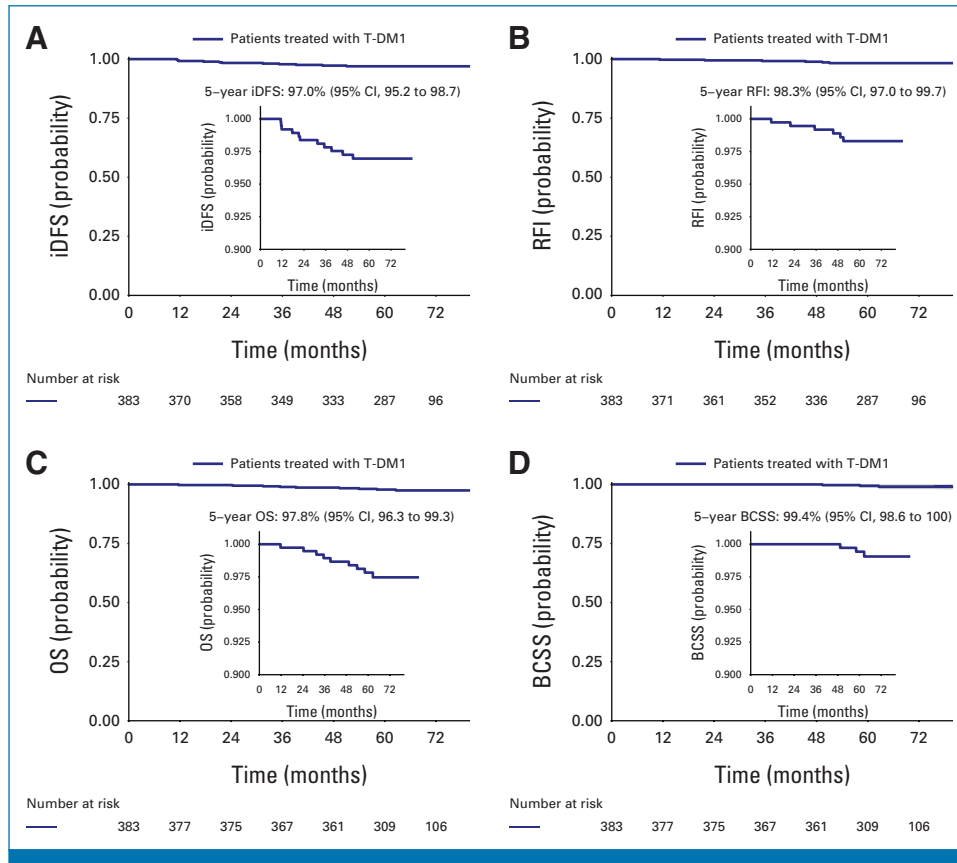 A
Patients treated with T-DM1
1.00
0.75
0.50
0.25
0.00
iDFS (probability)
5–year iDFS: 97.0% (95% CI, 95.2 to 98.7)
1.000
0.975
0.950
0.925
0.900
iDFS (probability)
0 12 24 36 48 60 72
Time (months)
0 12 24 36 48 60 72
Time (months)
Number at risk
383 370 358 349 333 287 96
B
Patients treated with T-DM1
1.00
0.75
0.50
0.25
0.00
RFI (probability)
5–year RFI: 98.3% (95% CI, 97.0 to 99.7)
1.000
0.975
0.950
0.925
0.900
RFI (probability)
0 12 24 36 48 60 72
Time (months)
0 12 24 36 48 60 72
Time (months)
Number at risk
383 371 361 352 336 287 96
C
Patients treated with T-DM1
1.00
0.75
0.50
0.25
0.00
OS (probability)
5–year OS: 97.8% (95% CI, 96.3 to 99.3)
1.000
0.975
0.950
0.925
0.900
OS (probability)
0 12 24 36 48 60 72
Time (months)
0 12 24 36 48 60 72
Time (months)
Number at risk
383 377 375 367 361 309 106
D
Patients treated with T-DM1
1.00
0.75
0.50
0.25
0.00
BCSS (probability)
5–year BCSS: 99.4% (95% CI, 98.6 to 100)
1.000
0.975
0.950
0.925
0.900
BCSS (probability)
0 12 24 36 48 60 72
Time (months)
0 12 24 36 48 60 72
Time (months)
Number at risk
383 377 375 367 361 309 106